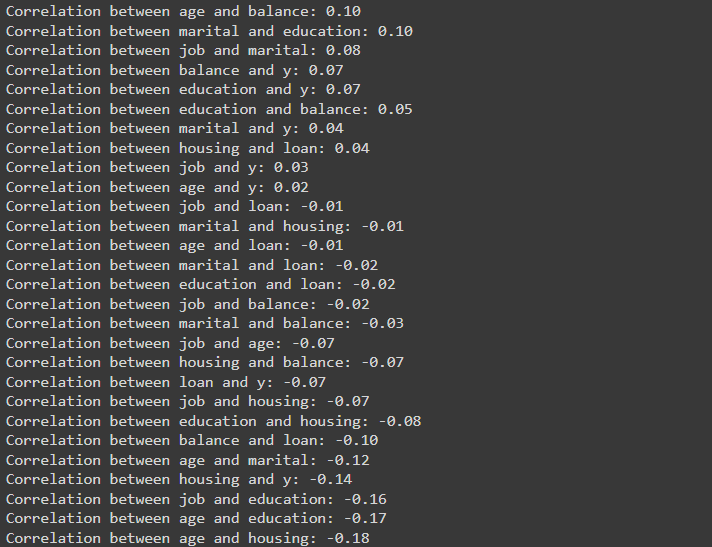 Correlation between age and balance: 0.10
Correlation between marital and education: 0.10
Correlation between job and marital: 0.08
Correlation between balance and y: 0.07
Correlation between education and y: 0.07
Correlation between education and balance: 0.05
Correlation between marital and y: 0.04
Correlation between housing and loan: 0.04
Correlation between job and y: 0.03
Correlation between age and y: 0.02
Correlation between job and loan: -0.01
Correlation between marital and housing: -0.01
Correlation between age and loan: -0.01
Correlation between marital and loan: -0.02
Correlation between education and loan: -0.02
Correlation between job and balance: -0.02
Correlation between marital and balance: -0.03
Correlation between job and age: -0.07
Correlation between housing and balance: -0.07
Correlation between loan and y: -0.07
Correlation between job and housing: -0.07
Correlation between education and housing: -0.08
Correlation between balance and loan: -0.10
Correlation between age and marital: -0.12
Correlation between housing and y: -0.14
Correlation between job and education: -0.16
Correlation between age and education: -0.17
Correlation between age and housing: -0.18